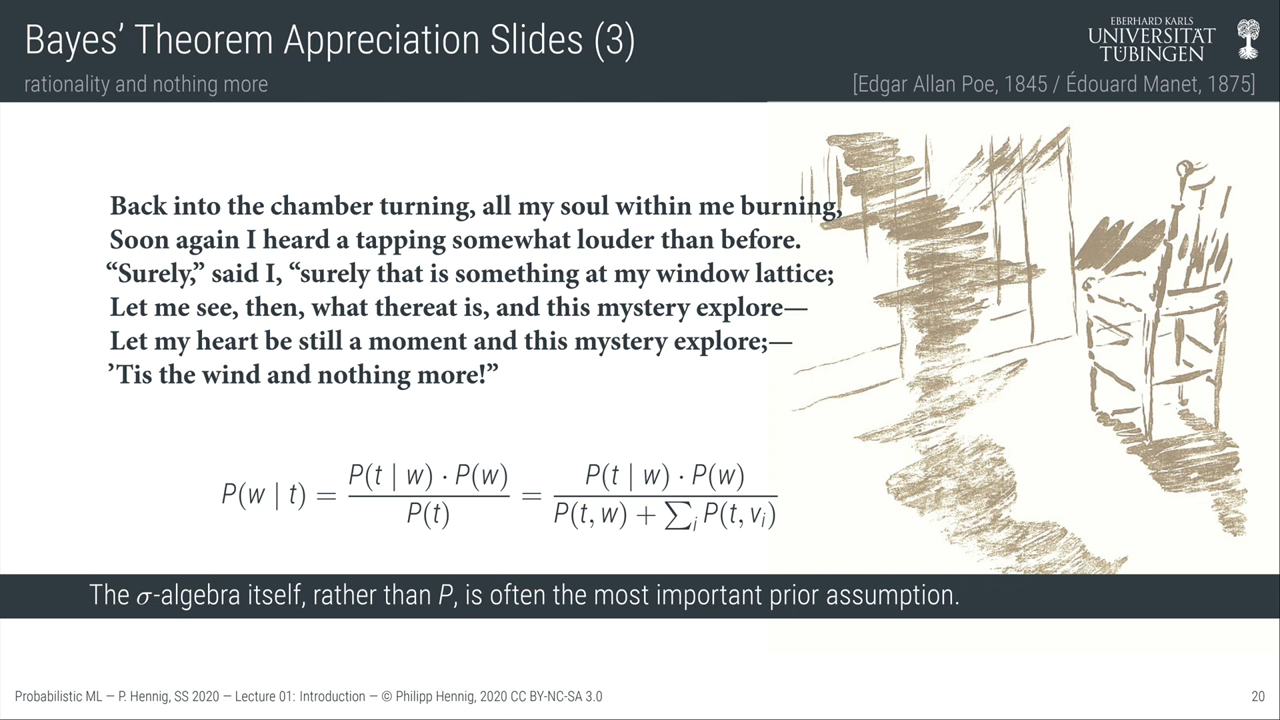 Bayes’ Theorem Appreciation Slides (3)
rationality and nothing more
EBERHARD KARLS
UNIVERSITÄT
TÜBINGEN
[Edgar Allan Poe, 1845 / Édouard Manet, 1875]
Back into the chamber turning, all my soul within me burning,
Soon again I heard a tapping somewhat louder than before.
“Surely,” said I, “surely that is something at my window lattice;
Let me see, then, what thereat is, and this mystery explore—
Let my heart be still a moment and this mystery explore;—
’Tis the wind and nothing more!”
P(w | t) = P(t | w) · P(w) / P(t) = P(t | w) · P(w) / P(t, w) + ∑ᵢ P(t, vᵢ)
The σ-algebra itself, rather than P, is often the most important prior assumption.
Probabilistic ML — P. Hennig, SS 2020 — Lecture 01: Introduction — © Philipp Hennig, 2020 CC BY-NC-SA 3.0
20